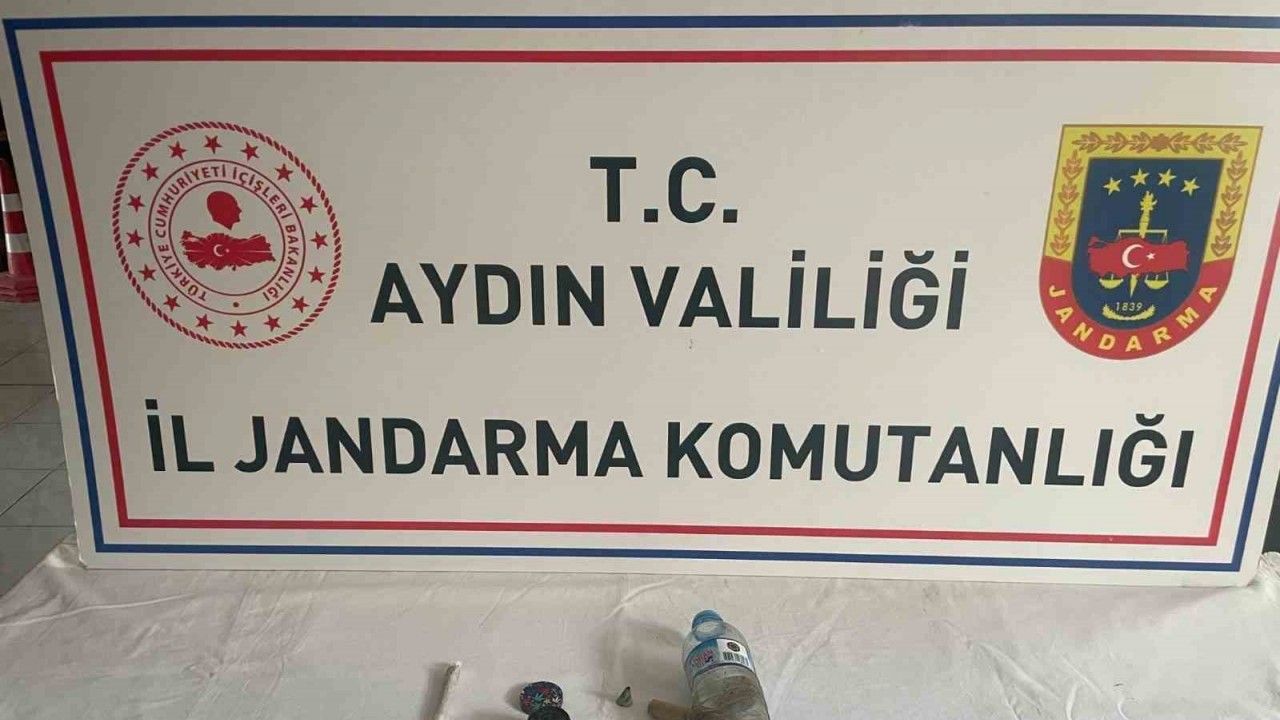 T.C.
AYDIN VALİLİĞİ
İL JANDARMA KOMUTANLIĞI
TÜRKİYE CUMHURİYETİ İÇİŞLERİ BAKANLIĞI
1839
JANDARMA